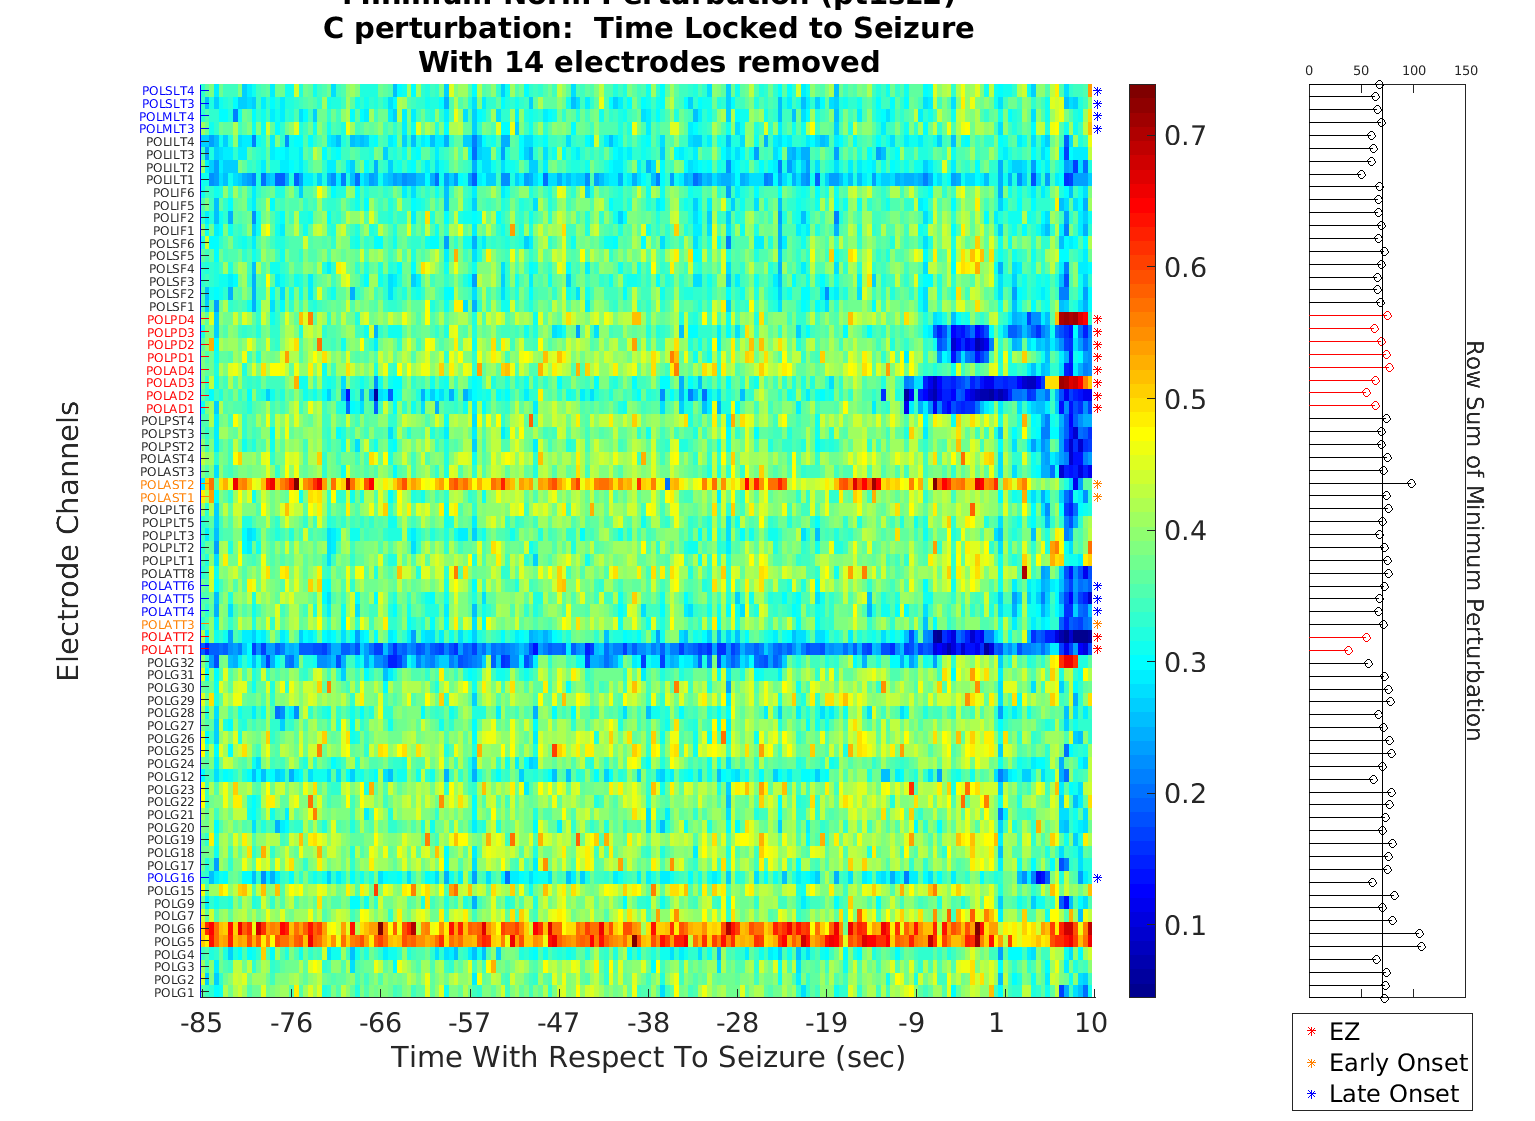 Minimum Norm Perturbation (pt1sz2)
C perturbation: Time Locked to Seizure
With 14 electrodes removed
0 50 100 150
POLSLT4
POLSLT3
POLMLT4
POLMLT3
POLILT4
POLILT3
POLILT2
POLILT1
POLIF6
POLIF5
POLIF2
POLIF1
POLSF6
POLSF5
POLSF4
POLSF3
POLSF2
POLSF1
POLPD4
POLPD3
POLPD2
POLPD1
POLAD4
POLAD3
POLAD2
POLAD1
POLPST4
POLPST3
POLPST2
POLAST4
POLAST3
POLAST2
POLAST1
POLPLT6
POLPLT5
POLPLT3
POLPLT2
POLPLT1
POLATT8
POLATT6
POLATT5
POLATT4
POLATT3
POLATT2
POLATT1
POLG32
POLG31
POLG30
POLG29
POLG28
POLG27
POLG26
POLG25
POLG24
POLG12
POLG23
POLG22
POLG21
POLG20
POLG19
POLG18
POLG17
POLG16
POLG15
POLG9
POLG7
POLG6
POLG5
POLG4
POLG3
POLG2
POLG1
Electrode Channels
-85 -76 -66 -57 -47 -38 -28 -19 -9 1 10
Time With Respect To Seizure (sec)
0.7
0.6
0.5
0.4
0.3
0.2
0.1
Row Sum of Minimum Perturbation
EZ
Early Onset
Late Onset